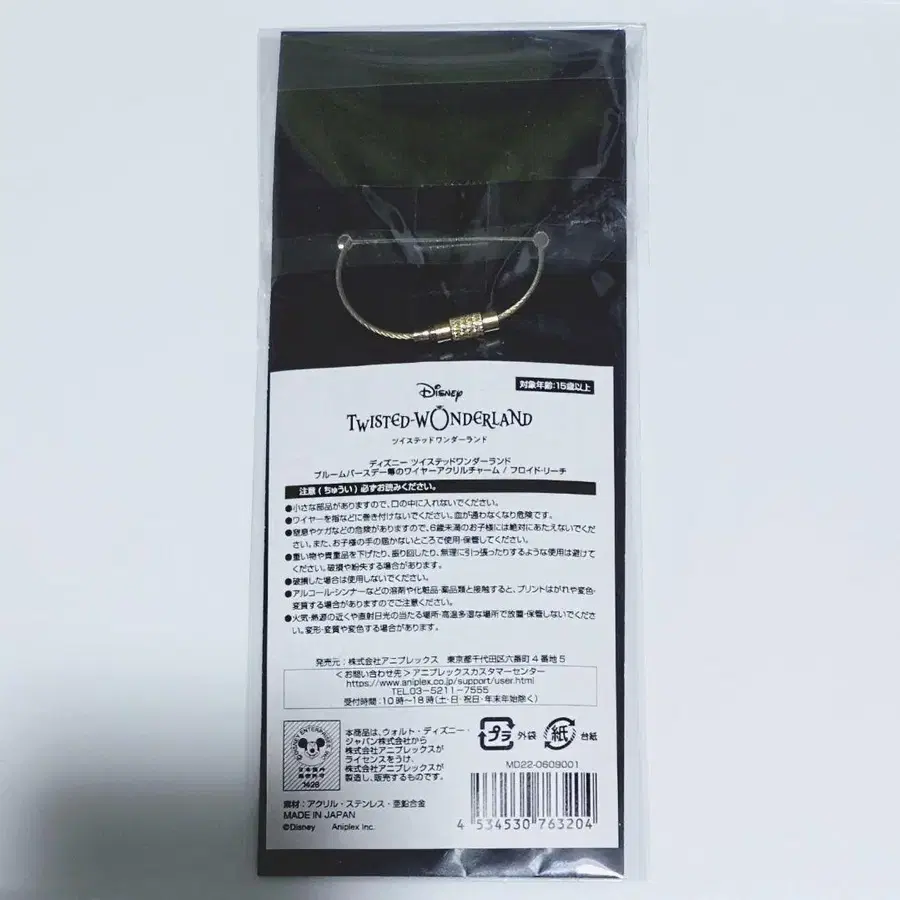 対象年齢:15歳以上
Disney
TWISTED-WONDERLAND
ツイステッドワンダーランド
ディズニー ツイステッドワンダーランド
ブルームバースデー箒のワイヤーアクリルチャーム / フロイド・リーチ
注意(ちゅうい)必ずお読みください。
●小さな部品がありますので、口の中に入れないでください。
●ワイヤーを指などに巻き付けないでください。血が通わなくなり危険です。
●窒息やケガなどの危険がありますので、6歳未満のお子様には絶対にあたえないでくだ
さい。また、お子様の手の届かないところで使用・保管してください。
●重い物や貴重品を下げたり、振り回したり、無理に引っ張ったりするような使用は避けて
ください。破損や紛失する場合があります。
●破損した場合は使用しないでください。
●アルコール・シンナーなどの溶剤や化粧品・薬品類と接触すると、プリントはがれや変色・
変質する場合がありますのでご注意ください。
●火気・熱源の近くや直射日光の当たる場所・高温多湿な場所で放置・保管しないでくださ
い。変形・変質や変色する場合があります。
発売元:株式会社アニプレックス 東京都千代田区六番町4番地5
<お問い合わせ先>アニプレックスカスタマーセンター
https://www.aniplex.co.jp/support/user.html
TEL.03-5211-7555
受付時間:10時~18時(土・日・祝日・年末年始除く)
本商品は、ウォルト・ディズニー・
ジャパン株式会社から
株式会社アニプレックスが
ライセンスをうけ、
株式会社アニプレックスが
製造し、販売するものです。
1428
プラ 外袋 紙 台紙
MD22-0609001
素材:アクリル・ステンレス・亜鉛合金
MADE IN JAPAN
©Disney Aniplex Inc.
4 534530 763204